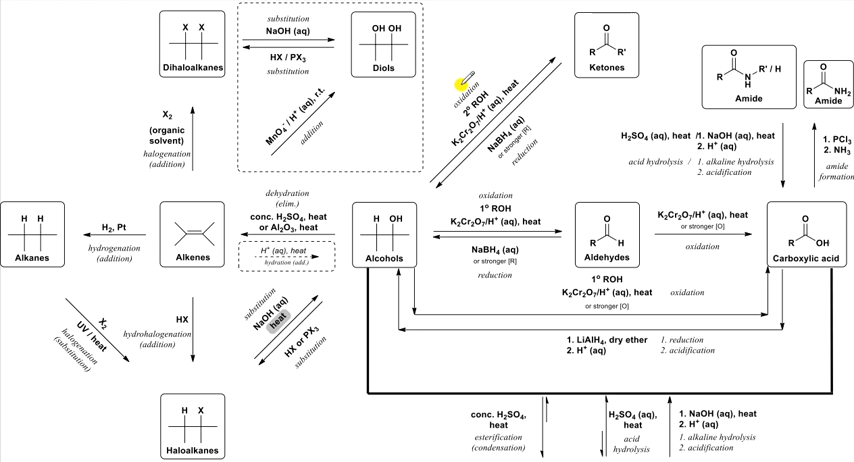 X X
Dihaloalkanes
substitution
NaOH (aq)
HX / PX3
substitution
OH OH
Diols
MnO4- / H+ (aq), r.t.
addition
X2
(organic
solvent)
halogenation
(addition)
O
R R'
Ketones
oxidation
2° ROH
K2Cr2O7/H+ (aq), heat
NaBH4 (aq)
or stronger [R]
reduction
O
R N R' / H
H
Amide
O
R NH2
Amide
H2SO4 (aq), heat / 1. NaOH (aq), heat
2. H+ (aq)
acid hydrolysis / 1. alkaline hydrolysis
2. acidification
1. PCl3
2. NH3
amide
formation
H H
Alkanes
H2, Pt
hydrogenation
(addition)
Alkenes
dehydration
(elim.)
conc. H2SO4, heat
or Al2O3, heat
H+ (aq), heat
hydration (add.)
H OH
Alcohols
oxidation
1° ROH
K2Cr2O7/H+ (aq), heat
NaBH4 (aq)
or stronger [R]
reduction
O
R H
Aldehydes
K2Cr2O7/H+ (aq), heat
or stronger [O]
oxidation
O
R OH
Carboxylic acid
1° ROH
K2Cr2O7/H+ (aq), heat oxidation
or stronger [O]
1. LiAlH4, dry ether 1. reduction
2. H+ (aq) 2. acidification
X2
UV / heat
halogenation
(substitution)
HX
hydrohalogenation
(addition)
substitution
NaOH (aq)
heat
HX or PX3
substitution
H X
Haloalkanes
conc. H2SO4,
heat
esterification
(condensation)
H2SO4 (aq),
heat
acid
hydrolysis
1. NaOH (aq), heat
2. H+ (aq)
1. alkaline hydrolysis
2. acidification